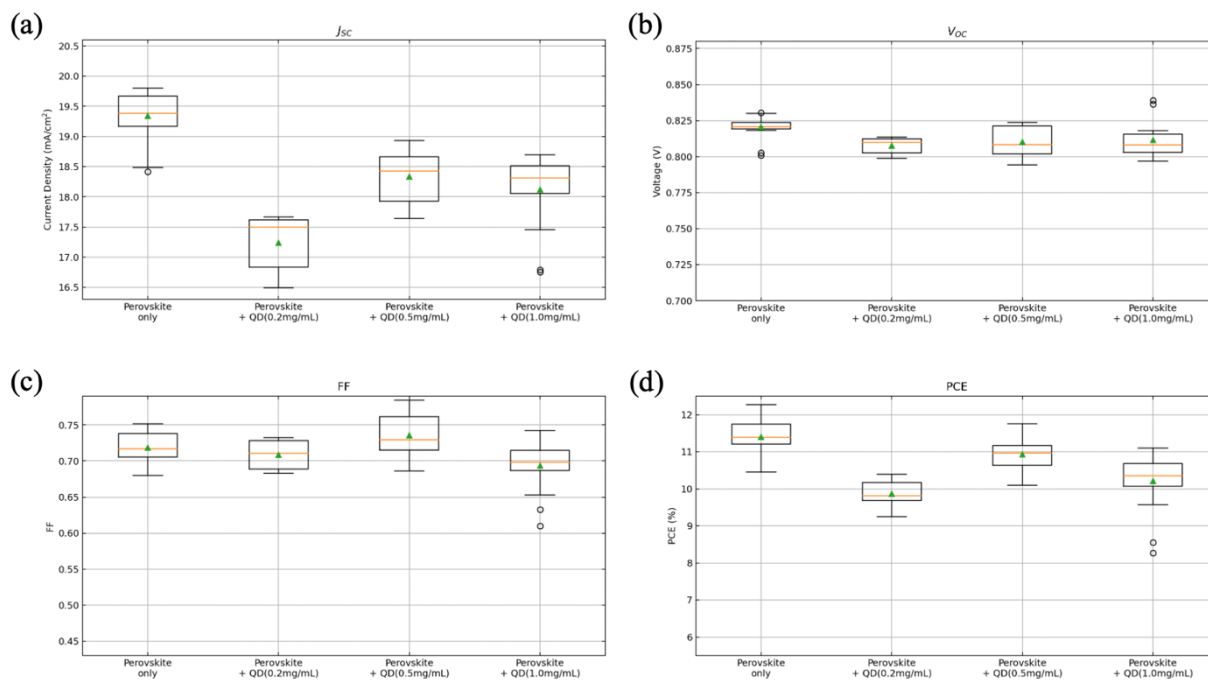 (a)
J_SC
Current Density (mA/cm²)
20.5
20.0
19.5
19.0
18.5
18.0
17.5
17.0
16.5
Perovskite
only
Perovskite
+ QD(0.2mg/mL)
Perovskite
+ QD(0.5mg/mL)
Perovskite
+ QD(1.0mg/mL)
(b)
V_OC
Voltage (V)
0.875
0.850
0.825
0.800
0.775
0.750
0.725
0.700
Perovskite
only
Perovskite
+ QD(0.2mg/mL)
Perovskite
+ QD(0.5mg/mL)
Perovskite
+ QD(1.0mg/mL)
(c)
FF
FF
0.75
0.70
0.65
0.60
0.55
0.50
0.45
Perovskite
only
Perovskite
+ QD(0.2mg/mL)
Perovskite
+ QD(0.5mg/mL)
Perovskite
+ QD(1.0mg/mL)
(d)
PCE
PCE (%)
12
11
10
9
8
7
6
Perovskite
only
Perovskite
+ QD(0.2mg/mL)
Perovskite
+ QD(0.5mg/mL)
Perovskite
+ QD(1.0mg/mL)